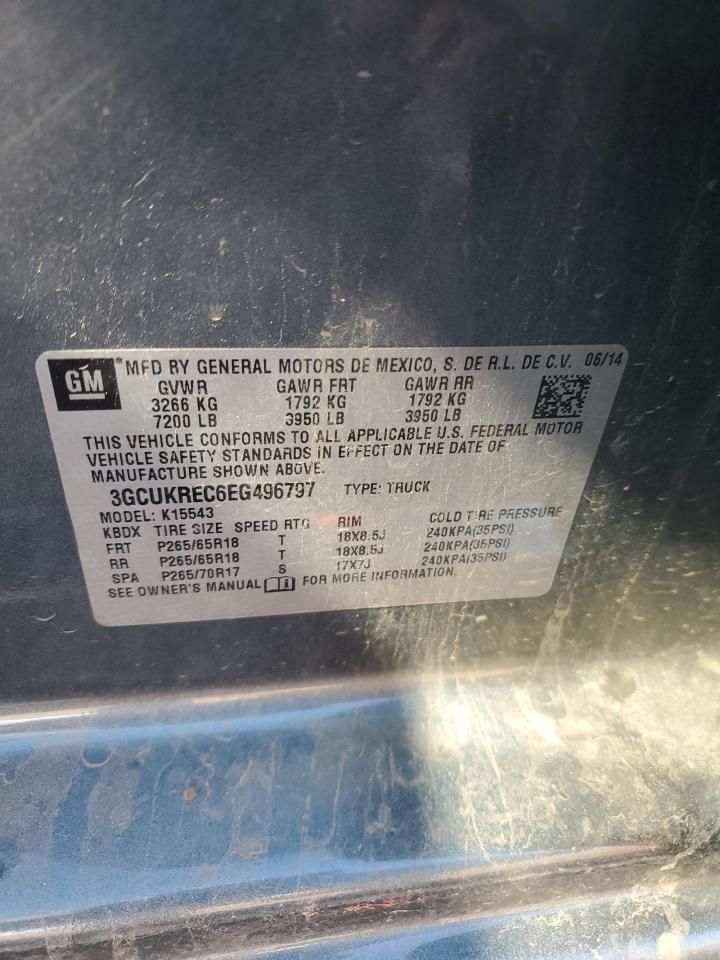 GM
® MFD BY GENERAL MOTORS DE MEXICO, S. DE R.L. DE C.V. 06/14
GVWR GAWR FRT GAWR RR
3266 KG 1792 KG 1792 KG
7200 LB 3950 LB 3950 LB
THIS VEHICLE CONFORMS TO ALL APPLICABLE U.S. FEDERAL MOTOR
VEHICLE SAFETY STANDARDS IN EFFECT ON THE DATE OF
MANUFACTURE SHOWN ABOVE.
3GCUKREC6EG496797 TYPE: TRUCK
MODEL: K15543
KBDX TIRE SIZE SPEED RTG RIM COLD TIRE PRESSURE
FRT P265/65R18 T 18X8.5J 240KPA(35PSI)
RR P265/65R18 T 18X8.5J 240KPA(35PSI)
SPA P265/70R17 S 17X7J 240KPA(35PSI)
SEE OWNER'S MANUAL FOR MORE INFORMATION.